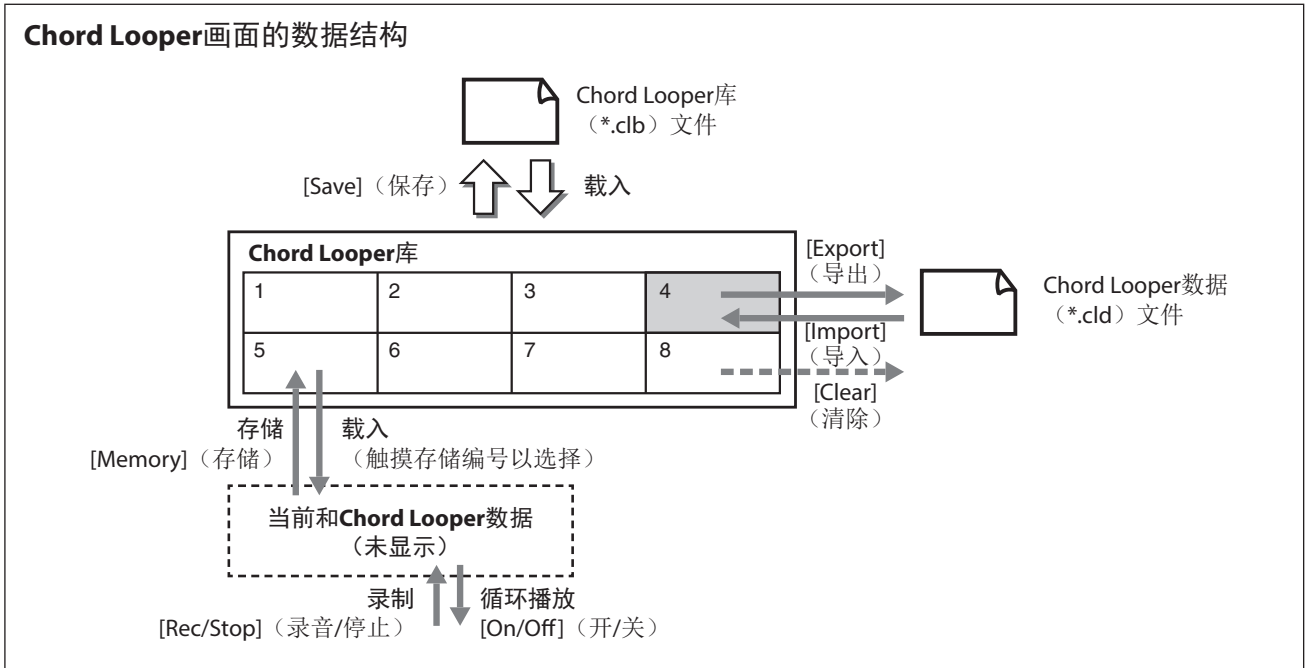 Chord Looper画面的数据结构
Chord Looper库
（*.clb）文件
[Save]（保存）
载入
Chord Looper库
1
2
3
4
5
6
7
8
[Export]
（导出）
Chord Looper数据
（*.cld）文件
[Import]
（导入）
[Clear]
（清除）
存储
[Memory]（存储）
载入
（触摸存储编号以选择）
当前和Chord Looper数据
（未显示）
录制
[Rec/Stop]（录音/停止）
循环播放
[On/Off]（开/关）